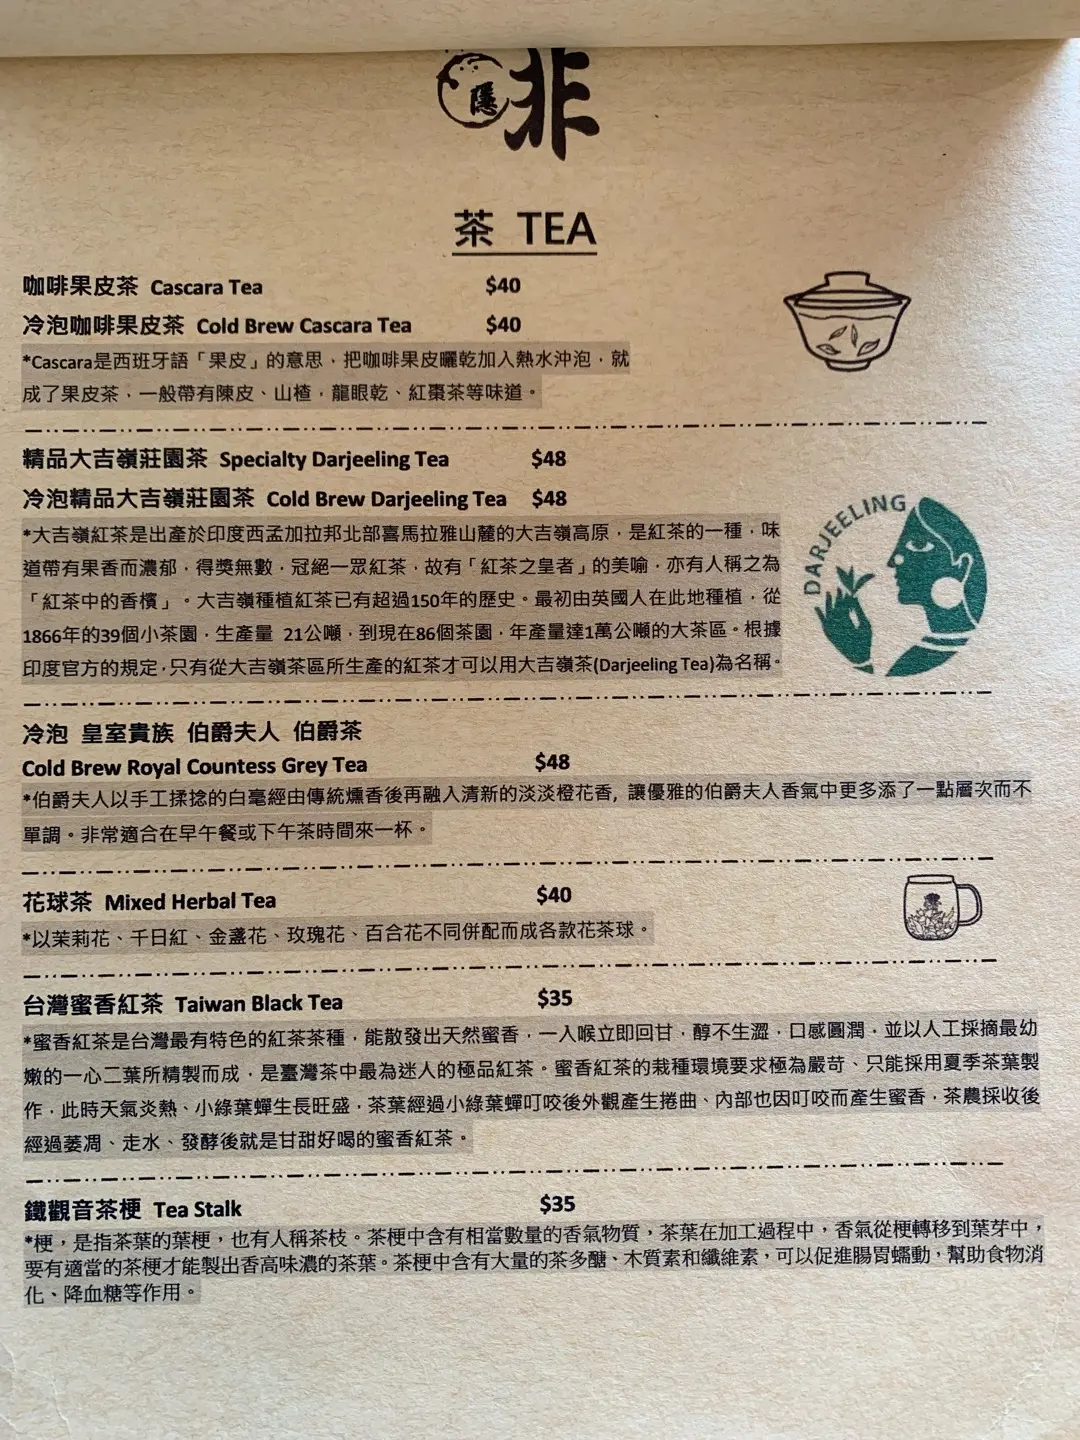 隱
非
茶 TEA
咖啡果皮茶 Cascara Tea $40
冷泡咖啡果皮茶 Cold Brew Cascara Tea $40
*Cascara是西班牙語「果皮」的意思，把咖啡果皮曬乾加入熱水沖泡，就
成了果皮茶，一般帶有陳皮、山楂，龍眼乾、紅棗茶等味道。
精品大吉嶺莊園茶 Specialty Darjeeling Tea $48
冷泡精品大吉嶺莊園茶 Cold Brew Darjeeling Tea $48
*大吉嶺紅茶是出產於印度西孟加拉邦北部喜馬拉雅山麓的大吉嶺高原，是紅茶的一種，味
道帶有果香而濃郁，得獎無數，冠絕一眾紅茶，故有「紅茶之皇者」的美喻，亦有人稱之為
「紅茶中的香檳」。大吉嶺種植紅茶已有超過150年的歷史。最初由英國人在此地種植，從
1866年的39個小茶園，生產量 21公噸，到現在86個茶園，年產量達1萬公噸的大茶區。根據
印度官方的規定，只有從大吉嶺茶區所生產的紅茶才可以用大吉嶺茶(Darjeeling Tea)為名稱。
DARJEELING
冷泡 皇室貴族 伯爵夫人 伯爵茶
Cold Brew Royal Countess Grey Tea $48
*伯爵夫人以手工揉捻的白毫經由傳統燻香後再融入清新的淡淡橙花香, 讓優雅的伯爵夫人香氣中更多添了一點層次而不
單調。非常適合在早午餐或下午茶時間來一杯。
花球茶 Mixed Herbal Tea $40
*以茉莉花、千日紅、金盞花、玫瑰花、百合花不同併配而成各款花茶球。
台灣蜜香紅茶 Taiwan Black Tea $35
*蜜香紅茶是台灣最有特色的紅茶茶種，能散發出天然蜜香，一入喉立即回甘，醇不生澀，口感圓潤，並以人工採摘最幼
嫩的一心二葉所精製而成，是臺灣茶中最為迷人的極品紅茶。蜜香紅茶的栽種環境要求極為嚴苛、只能採用夏季茶葉製
作，此時天氣炎熱、小綠葉蟬生長旺盛，茶葉經過小綠葉蟬叮咬後外觀產生捲曲、內部也因叮咬而產生蜜香，茶農採收後
經過萎凋、走水、發酵後就是甘甜好喝的蜜香紅茶。
鐵觀音茶梗 Tea Stalk $35
*梗，是指茶葉的葉梗，也有人稱茶枝。茶梗中含有相當數量的香氣物質，茶葉在加工過程中，香氣從梗轉移到葉芽中，
要有適當的茶梗才能製出香高味濃的茶葉。茶梗中含有大量的茶多醣、木質素和纖維素，可以促進腸胃蠕動，幫助食物消
化、降血糖等作用。